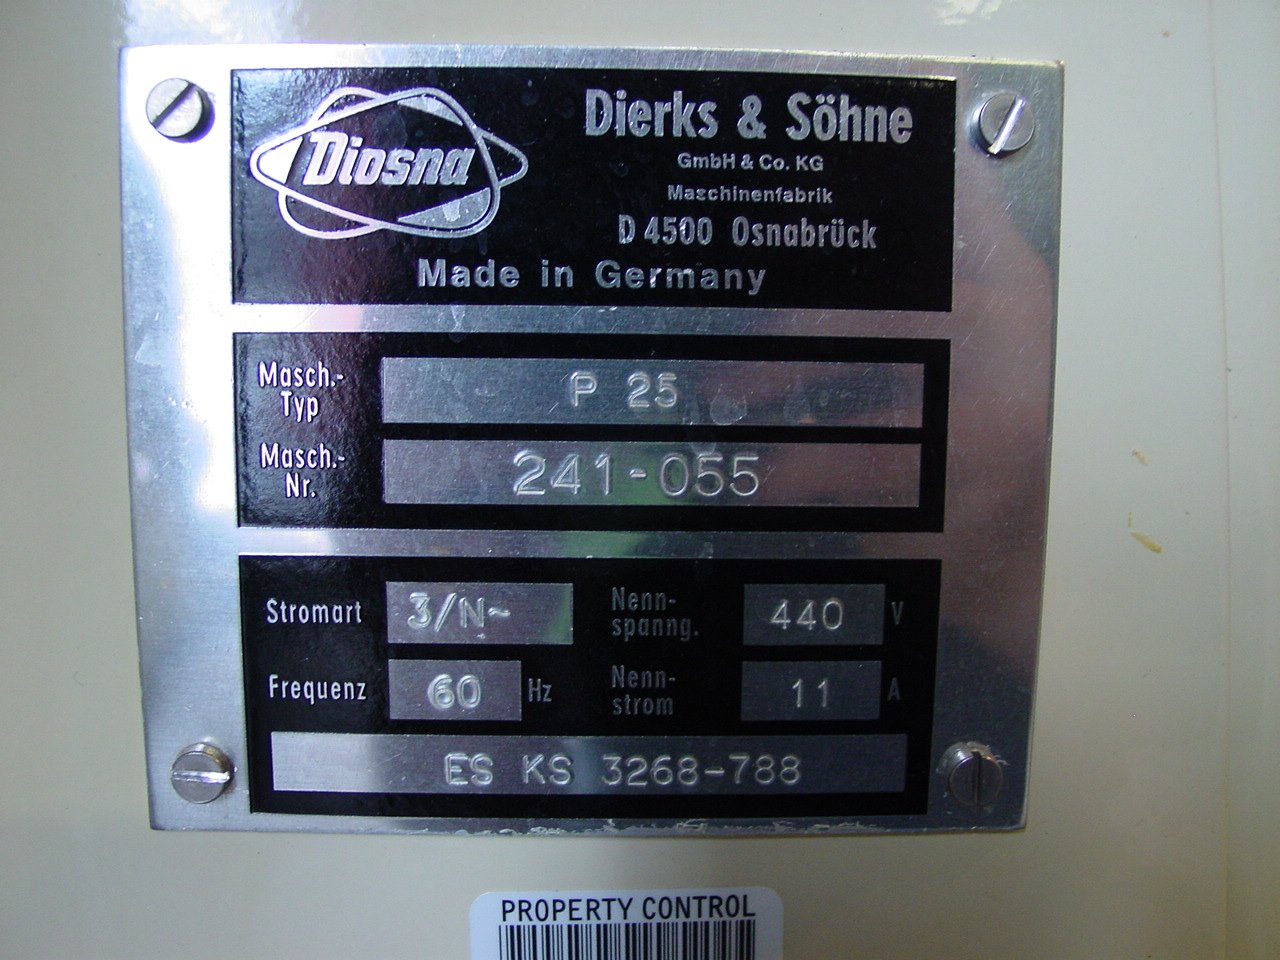 Diosna
Dierks & Söhne
GmbH & Co. KG
Maschinenfabrik
D 4500 Osnabrück
Made in Germany
Masch.-
Typ
P 25
Masch.-
Nr.
241-055
Stromart 3/N~
Nenn-
spanng.
440 V
Frequenz 60 Hz
Nenn-
strom
11 A
ES KS 3268-788
PROPERTY CONTROL